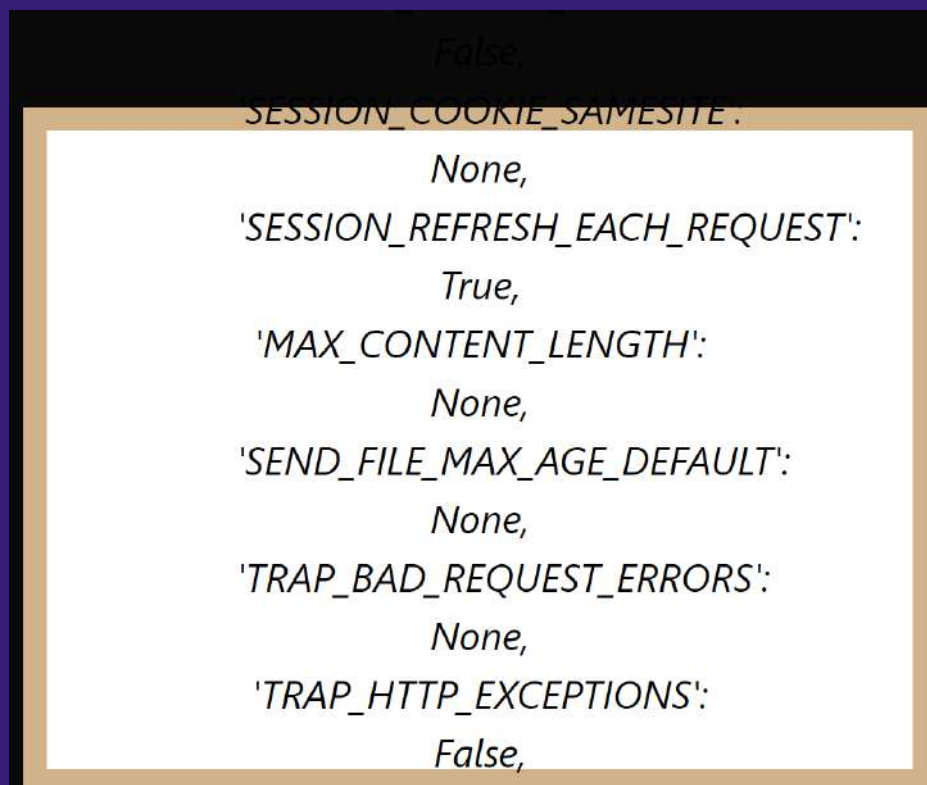 False,
'SESSION_COOKIE_SAMESITE':
None,
'SESSION_REFRESH_EACH_REQUEST':
True,
'MAX_CONTENT_LENGTH':
None,
'SEND_FILE_MAX_AGE_DEFAULT':
None,
'TRAP_BAD_REQUEST_ERRORS':
None,
'TRAP_HTTP_EXCEPTIONS':
False,